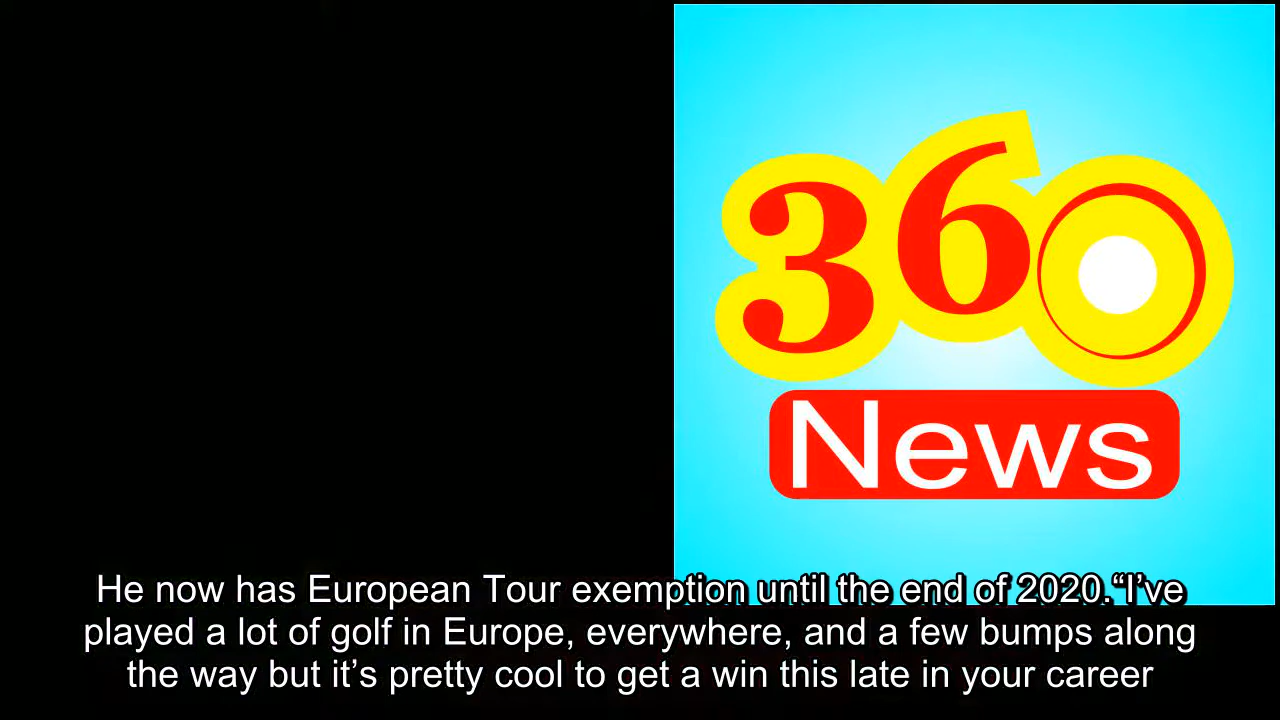 360
News
He now has European Tour exemption until the end of 2020.“I’ve
played a lot of golf in Europe, everywhere, and a few bumps along
the way but it’s pretty cool to get a win this late in your career